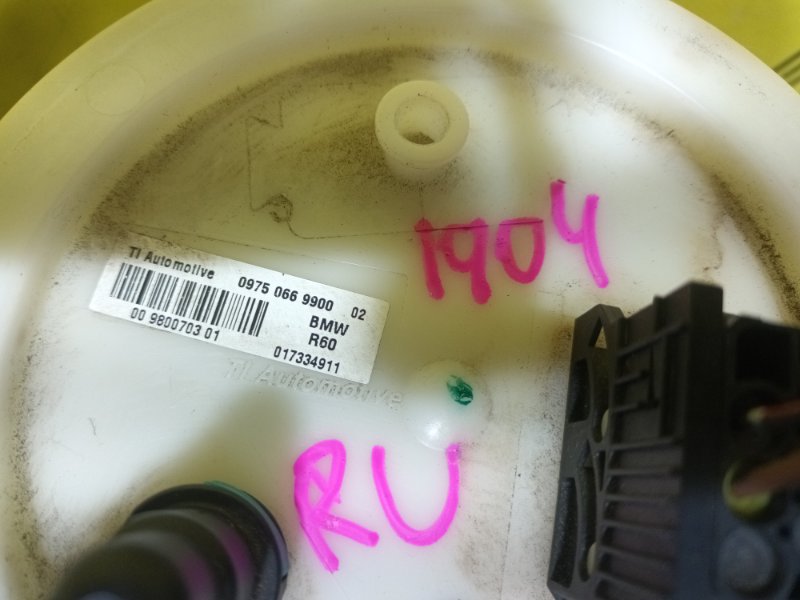 1904
TI Automotive 0975 066 9900 02
BMW
R60
00 9800703 01
017334911
TI Automotive
RU